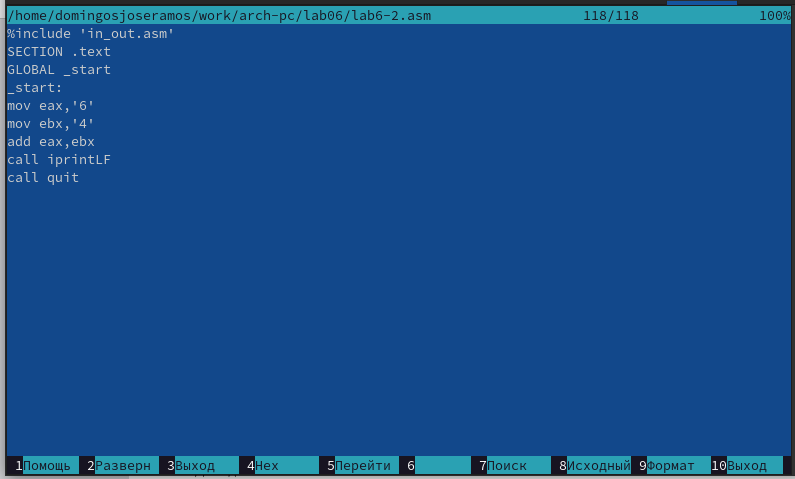 /home/domingosjoseramos/work/arch-pc/lab06/lab6-2.asm 118/118 100%
%include 'in_out.asm'
SECTION .text
GLOBAL _start
_start:
mov eax,'6'
mov ebx,'4'
add eax,ebx
call iprintLF
call quit
1Помощь 2Разверн 3Выход 4Hex 5Перейти 6 7Поиск 8Исходный 9Формат 10Выход